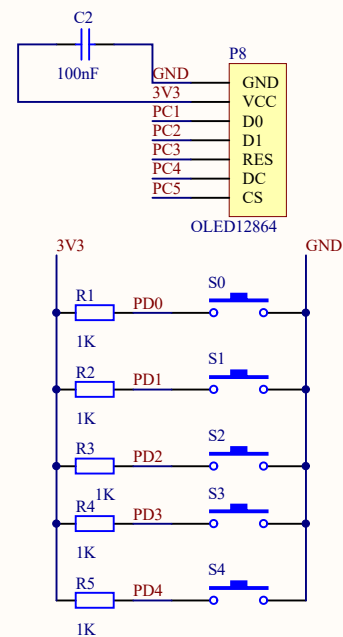 C2
100nF
P8
GND GND
3V3 VCC
PC1 D0
PC2 D1
PC3 RES
PC4 DC
PC5 CS
OLED12864
3V3 GND
R1 PD0 S0
1K
R2 PD1 S1
1K
R3 PD2 S2
1K
R4 PD3 S3
1K
R5 PD4 S4
1K